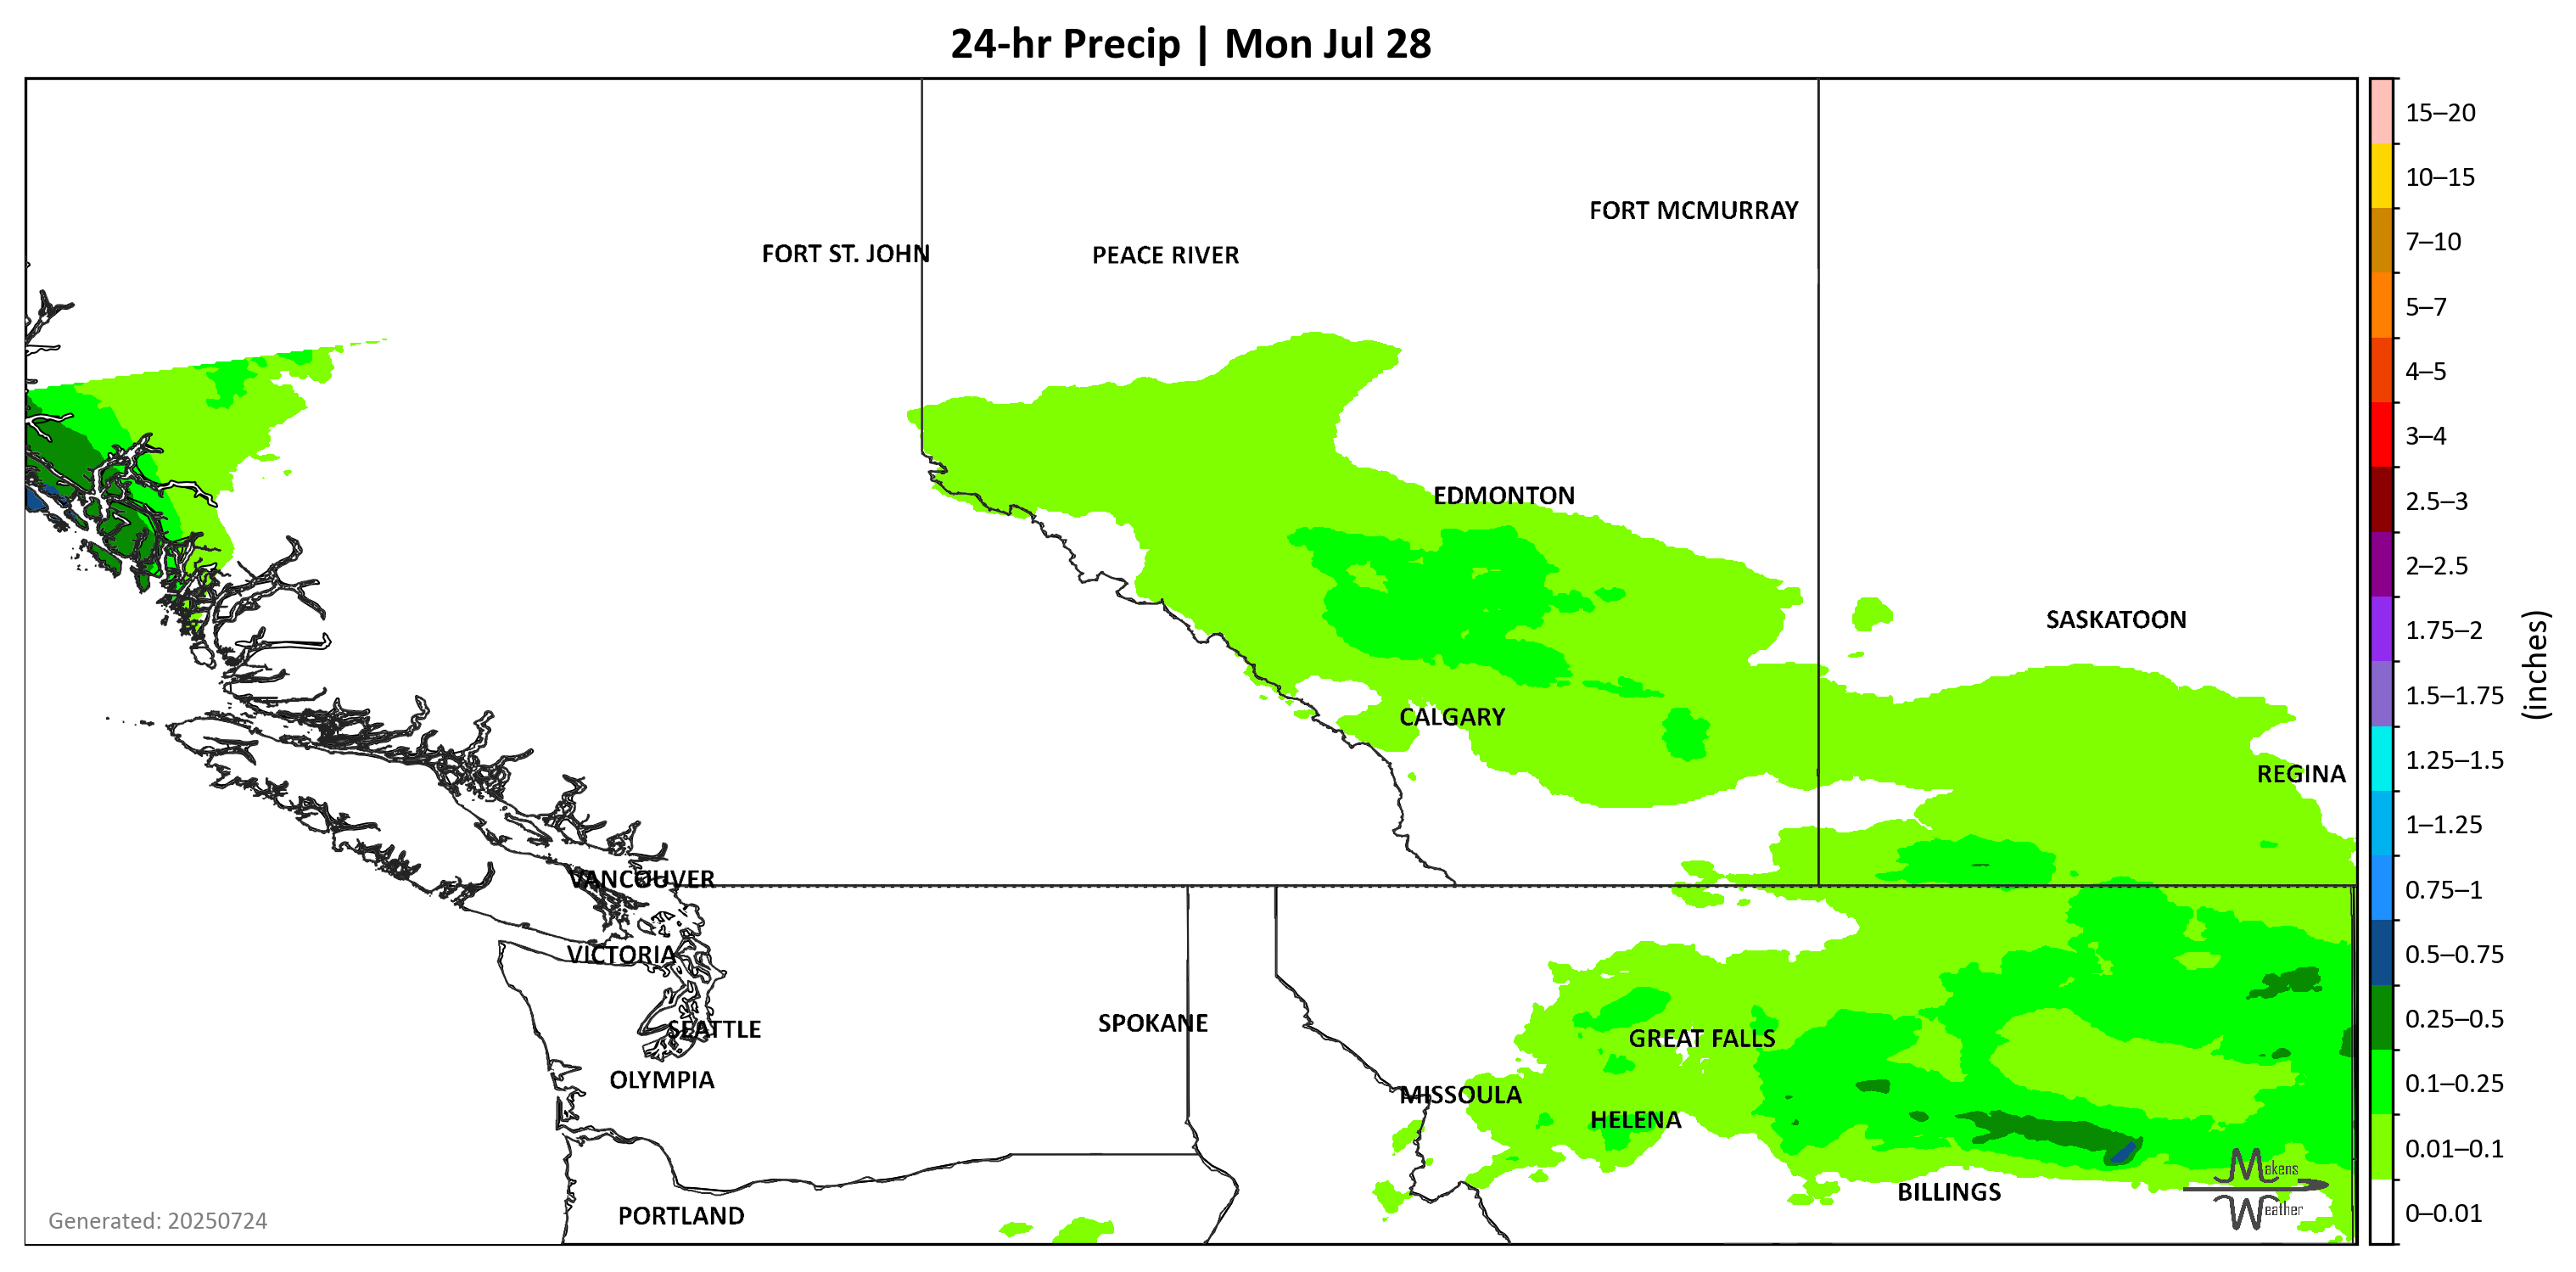 24-hr Precip | Mon Jul 28
FORT MCMURRAY
FORT ST. JOHN
PEACE RIVER
EDMONTON
SASKATOON
CALGARY
REGINA
VANCOUVER
VICTORIA
SEATTLE
SPOKANE
GREAT FALLS
OLYMPIA
MISSOULA
HELENA
BILLINGS
PORTLAND
Makens
Weather
Generated: 20250724
15–20
10–15
7–10
5–7
4–5
3–4
2.5–3
2–2.5
1.75–2
1.5–1.75
1.25–1.5
1–1.25
0.75–1
0.5–0.75
0.25–0.5
0.1–0.25
0.01–0.1
0–0.01
(inches)